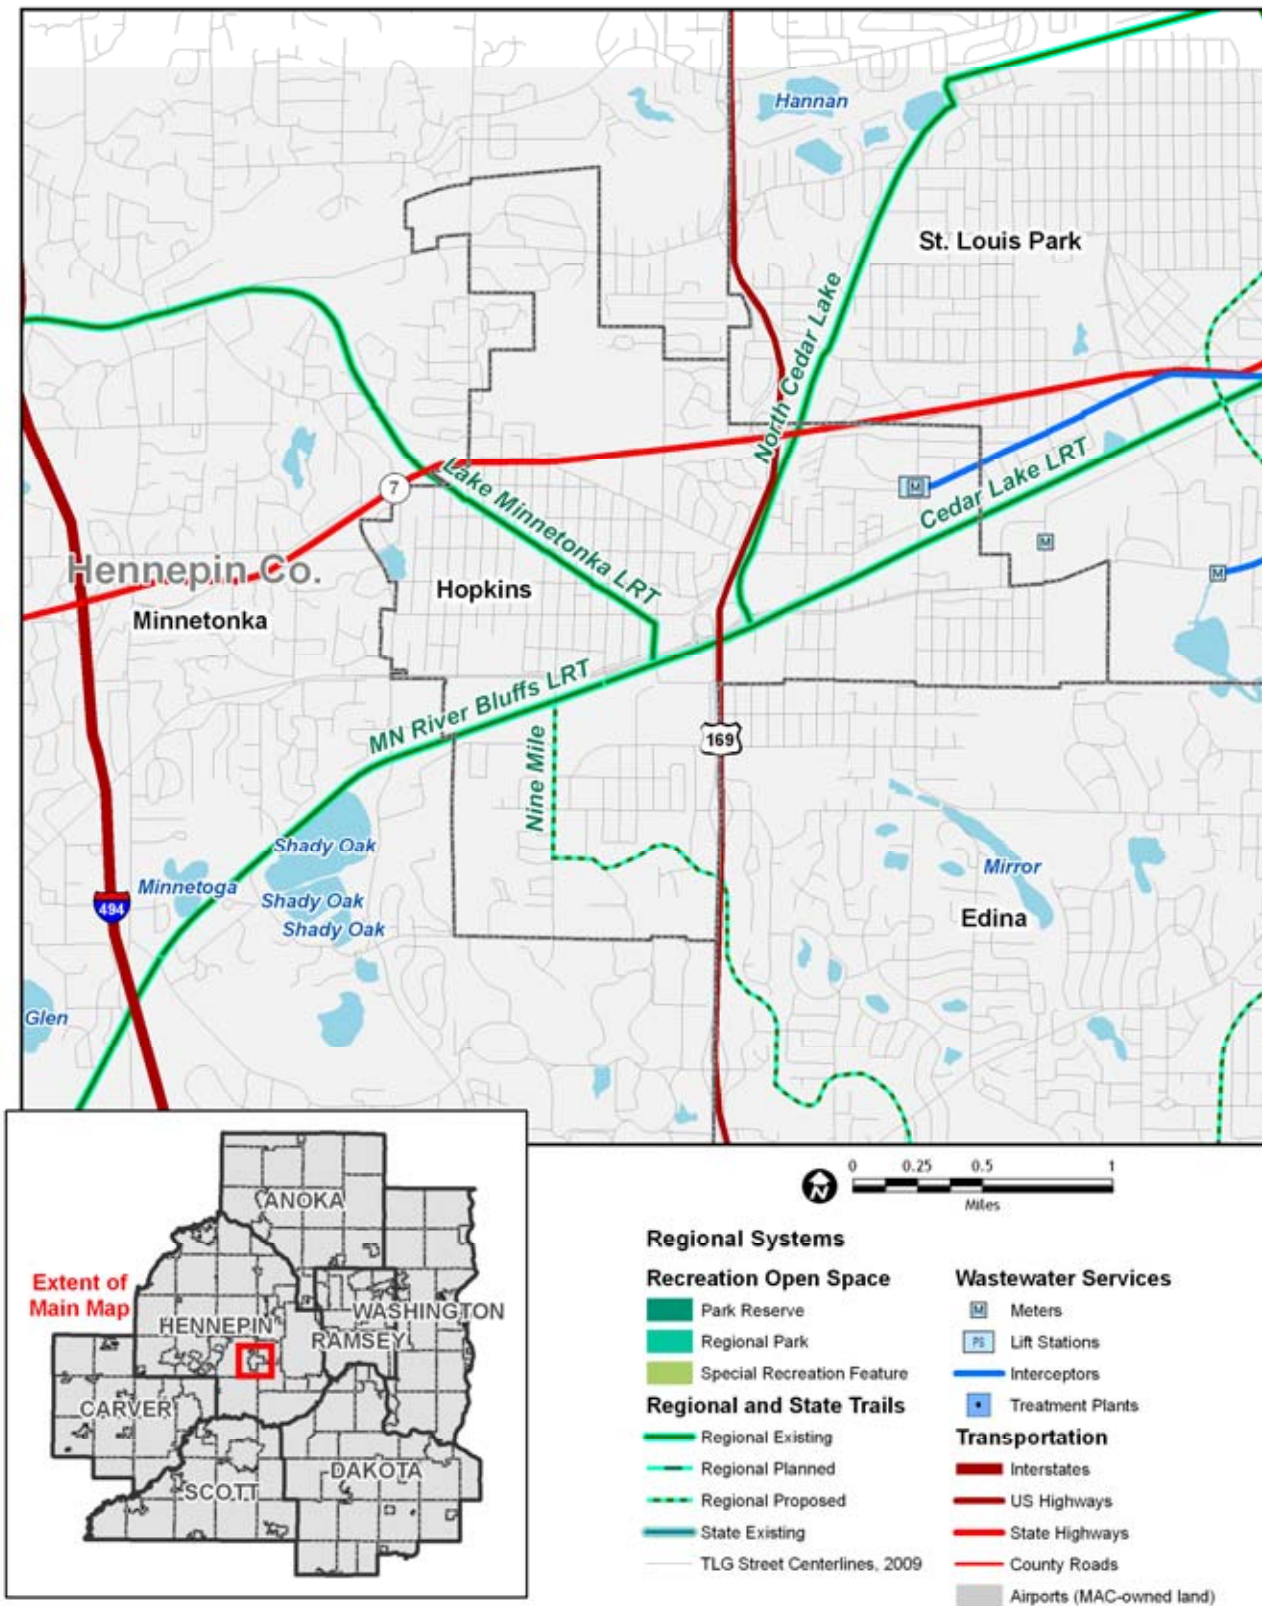 Hannan
St. Louis Park
North Cedar Lake
7
Lake Minnetonka LRT
Cedar Lake LRT
M
M
M
Hennepin Co.
Minnetonka
Hopkins
MN River Bluffs LRT
169
Nine Mile
Shady Oak
Minnetoga
Shady Oak
Shady Oak
494
Mirror
Edina
Glen
ANOKA
Extent of
Main Map
HENNEPIN
WASHINGTON
RAMSEY
CARVER
SCOTT
DAKOTA
N
0 0.25 0.5 1
Miles
Regional Systems
Recreation Open Space
Park Reserve
Regional Park
Special Recreation Feature
Regional and State Trails
Regional Existing
Regional Planned
Regional Proposed
State Existing
TLG Street Centerlines, 2009
Wastewater Services
M Meters
PS Lift Stations
Interceptors
Treatment Plants
Transportation
Interstates
US Highways
State Highways
County Roads
Airports (MAC-owned land)